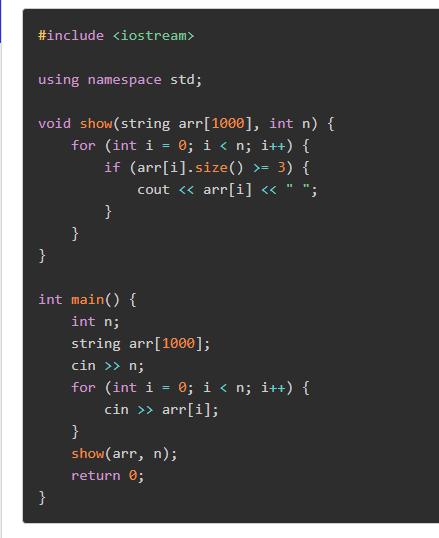 #include <iostream>
using namespace std;
void show(string arr[1000], int n) {
    for (int i = 0; i < n; i++) {
        if (arr[i].size() >= 3) {
            cout << arr[i] << " ";
        }
    }
}
int main() {
    int n;
    string arr[1000];
    cin >> n;
    for (int i = 0; i < n; i++) {
        cin >> arr[i];
    }
    show(arr, n);
    return 0;
}